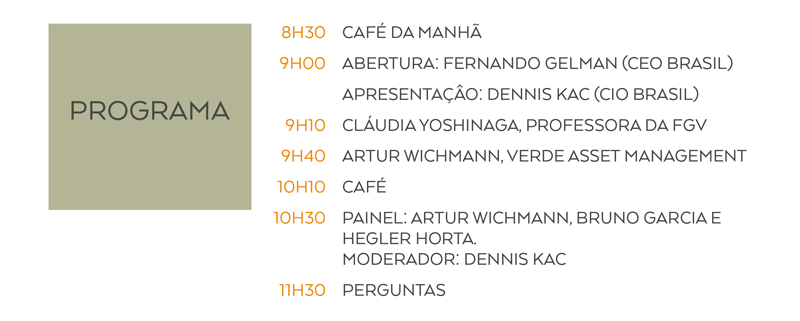 PROGRAMA
8H30 CAFÉ DA MANHÃ
9H00 ABERTURA: FERNANDO GELMAN (CEO BRASIL)
APRESENTAÇÂO: DENNIS KAC (CIO BRASIL)
9H10 CLÁUDIA YOSHINAGA, PROFESSORA DA FGV
9H40 ARTUR WICHMANN, VERDE ASSET MANAGEMENT
10H10 CAFÉ
10H30 PAINEL: ARTUR WICHMANN, BRUNO GARCIA E
HEGLER HORTA.
MODERADOR: DENNIS KAC
11H30 PERGUNTAS